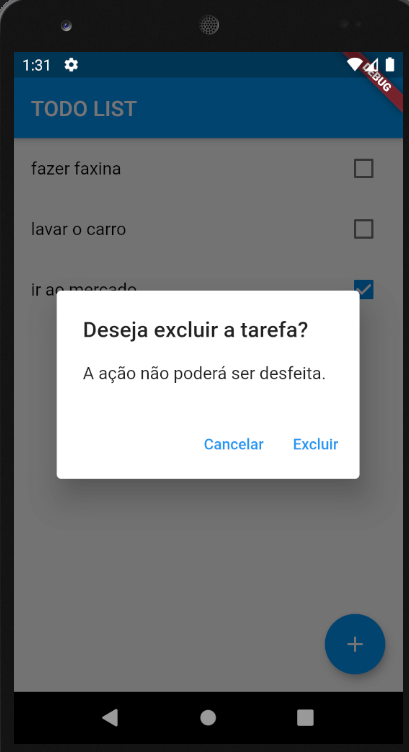 1:31
DEBUG
TODO LIST
fazer faxina
lavar o carro
ir ao mercado
Deseja excluir a tarefa?
A ação não poderá ser desfeita.
Cancelar Excluir